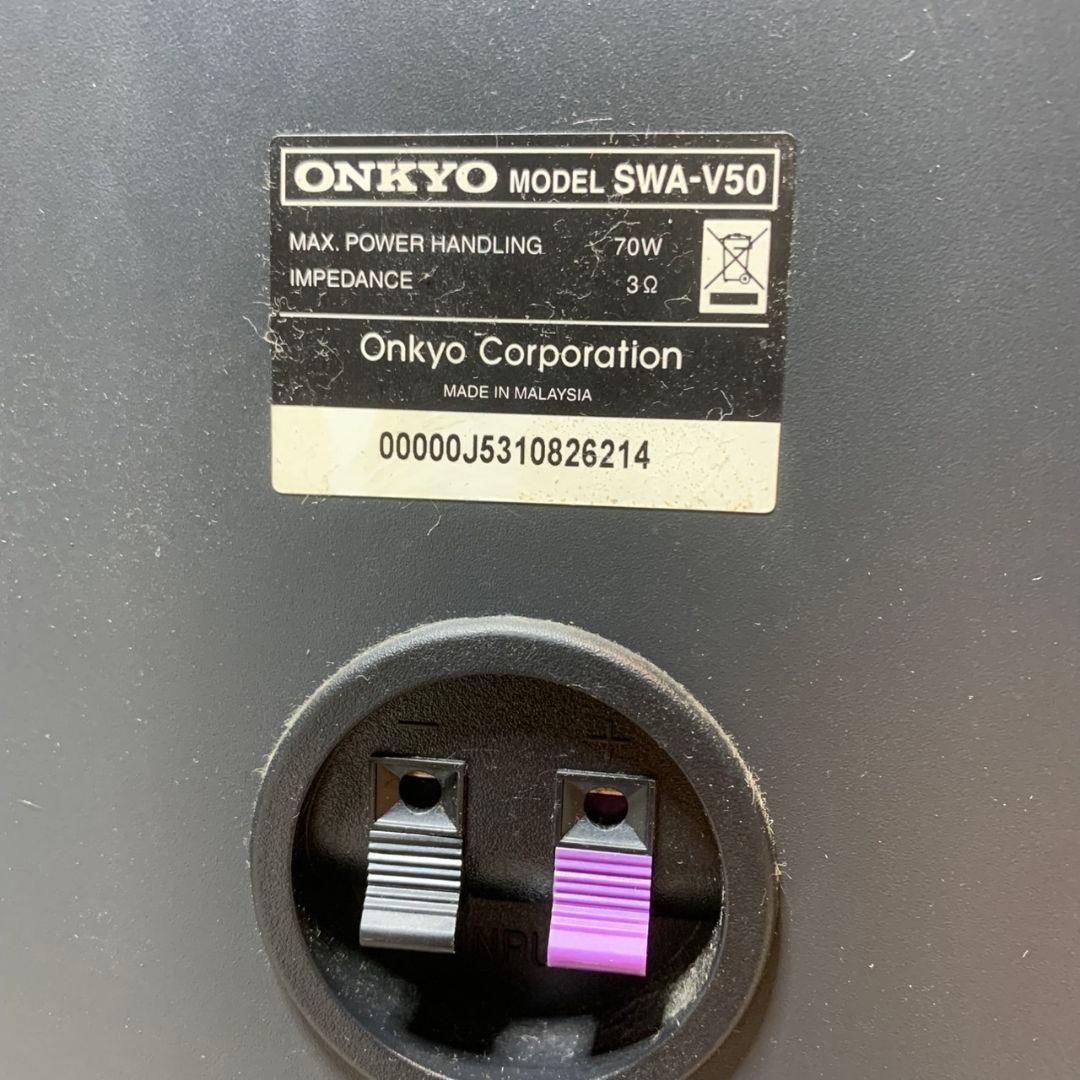 ONKYO MODEL SWA-V50
MAX. POWER HANDLING 70W
IMPEDANCE 3Ω
Onkyo Corporation
MADE IN MALAYSIA
00000J5310826214
− +